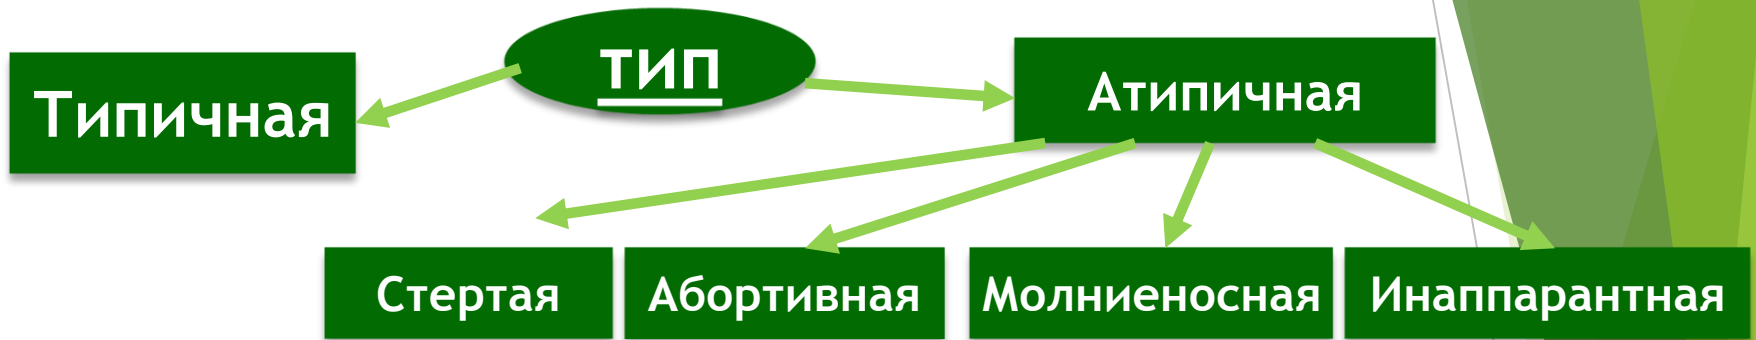 Типичная
тип
Атипичная
Стертая
Абортивная
Молниеносная
Инаппарантная